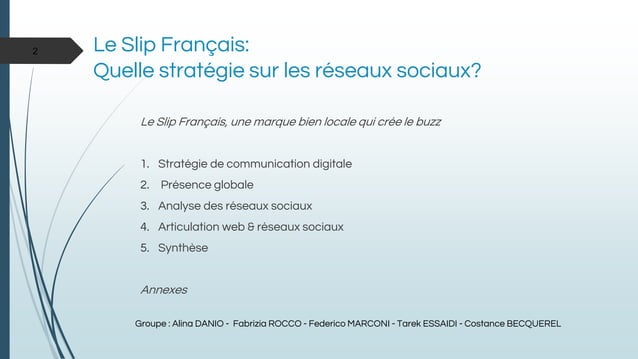 2
Le Slip Français:
Quelle stratégie sur les réseaux sociaux?
Le Slip Français, une marque bien locale qui crée le buzz
1. Stratégie de communication digitale
2. Présence globale
3. Analyse des réseaux sociaux
4. Articulation web & réseaux sociaux
5. Synthèse
Annexes
Groupe : Alina DANIO - Fabrizia ROCCO - Federico MARCONI - Tarek ESSAIDI - Costance BECQUEREL